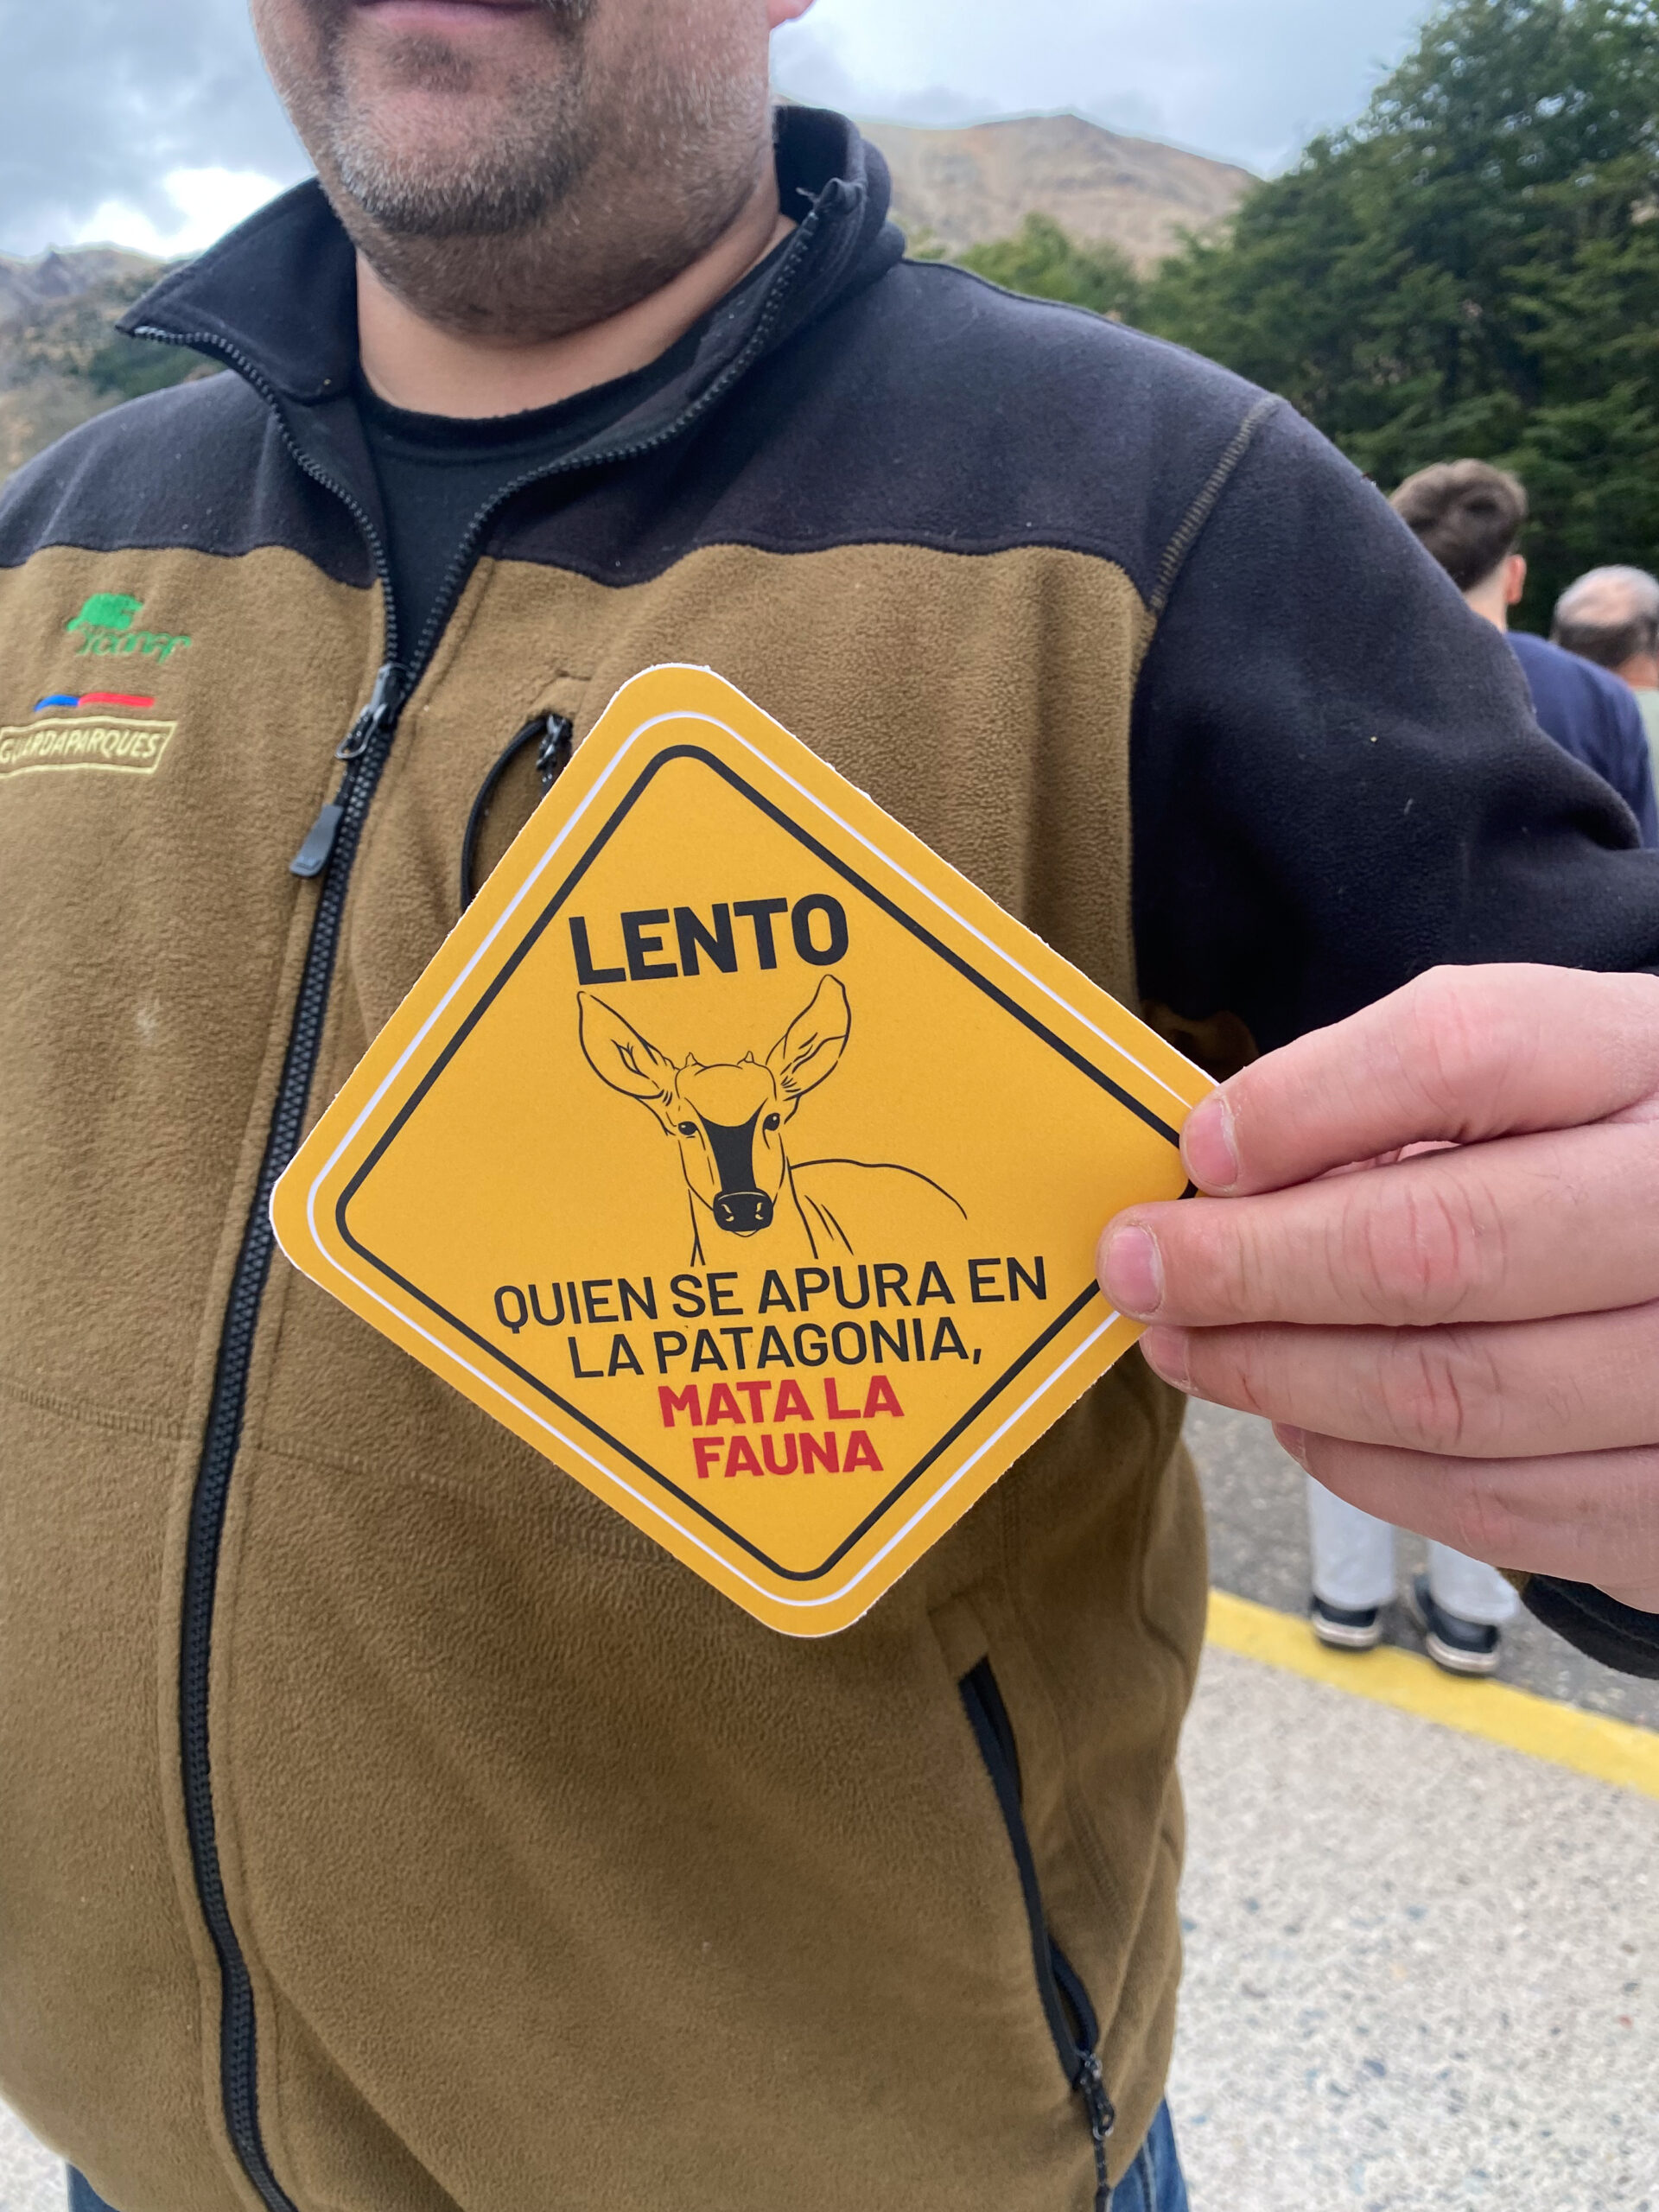 GUARDAPARQUES
LENTO
QUIEN SE APURA EN
LA PATAGONIA,
MATA LA
FAUNA